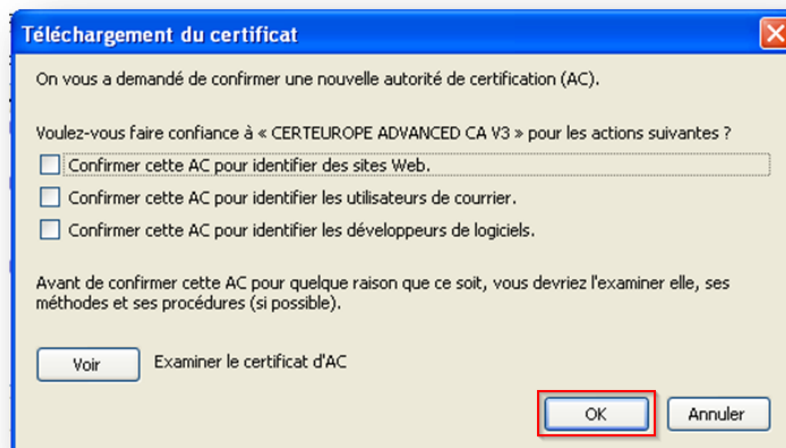 Téléchargement du certificat
On vous a demandé de confirmer une nouvelle autorité de certification (AC).
Voulez-vous faire confiance à « CERTEUROPE ADVANCED CA V3 » pour les actions suivantes ?
Confirmer cette AC pour identifier des sites Web.
Confirmer cette AC pour identifier les utilisateurs de courrier.
Confirmer cette AC pour identifier les développeurs de logiciels.
Avant de confirmer cette AC pour quelque raison que ce soit, vous devriez l'examiner elle, ses
méthodes et ses procédures (si possible).
Voir Examiner le certificat d'AC
OK Annuler